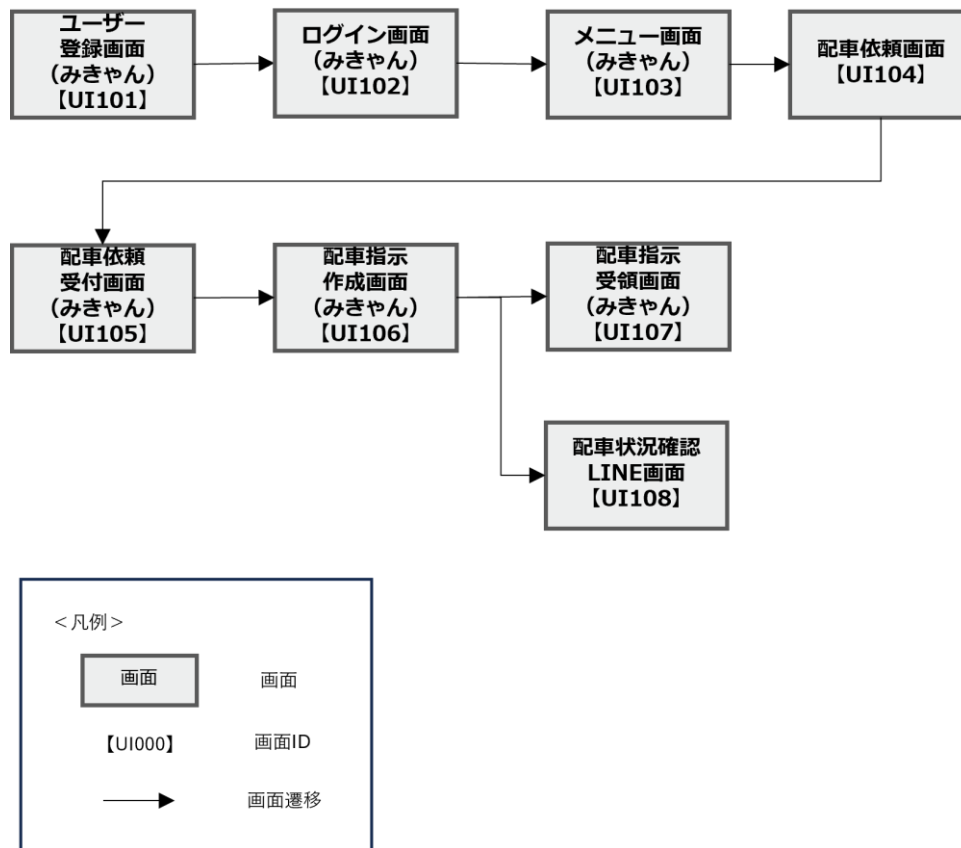 ユーザー
登録画面
（みきゃん）
【UI101】
ログイン画面
（みきゃん）
【UI102】
メニュー画面
（みきゃん）
【UI103】
配車依頼画面
【UI104】
配車依頼
受付画面
（みきゃん）
【UI105】
配車指示
作成画面
（みきゃん）
【UI106】
配車指示
受領画面
（みきゃん）
【UI107】
配車状況確認
LINE画面
【UI108】
＜凡例＞
画面
画面
【UI000】
画面ID
画面遷移